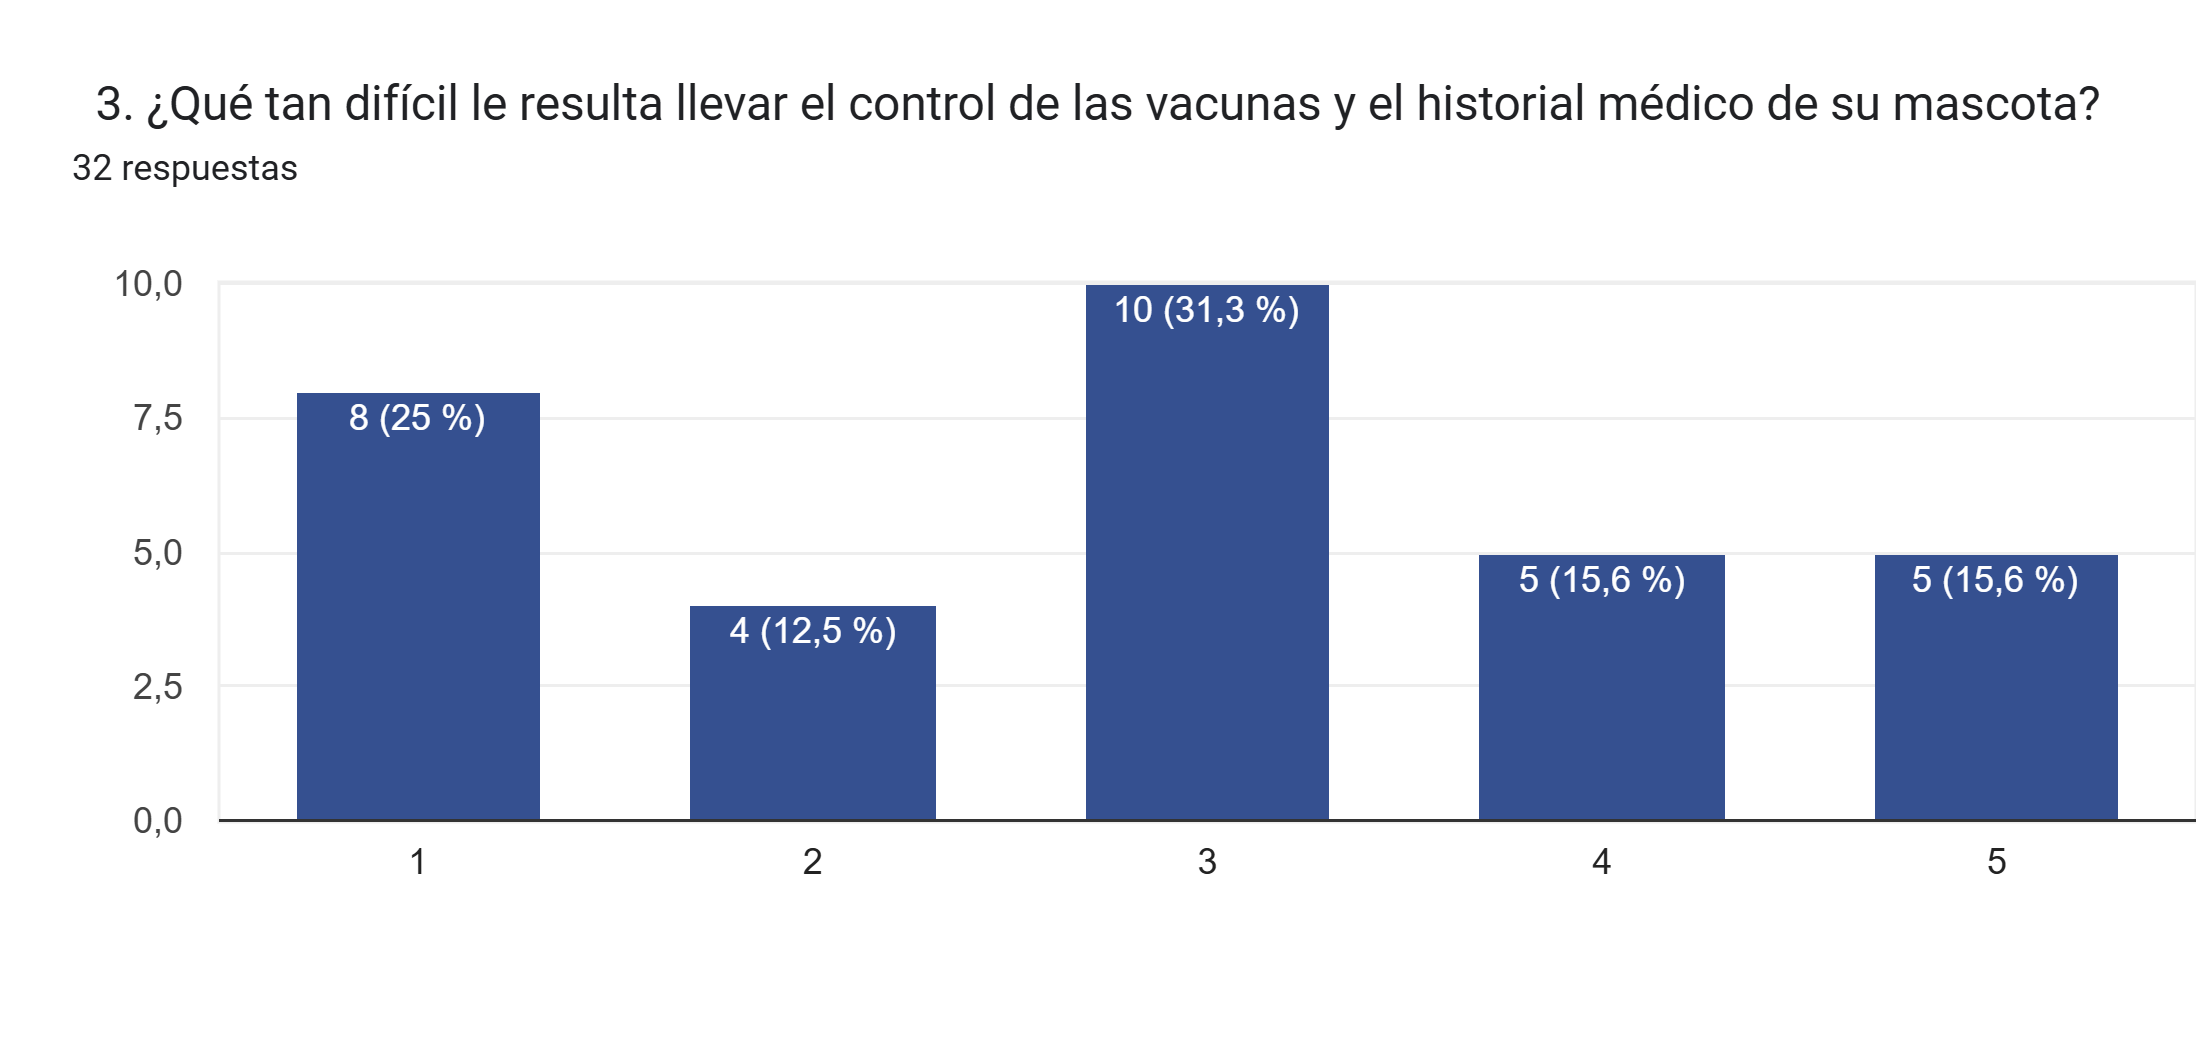 3. ¿Qué tan difícil le resulta llevar el control de las vacunas y el historial médico de su mascota?
32 respuestas
10,0
7,5
5,0
2,5
0,0
8 (25 %)
4 (12,5 %)
10 (31,3 %)
5 (15,6 %)
5 (15,6 %)
1
2
3
4
5